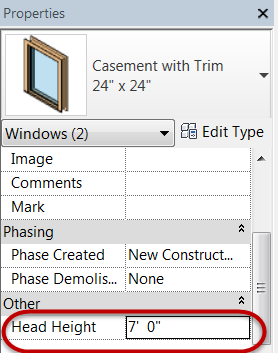 Properties
Casement with Trim
24" x 24"
Windows (2)
Edit Type
Image
Comments
Mark
Phasing
Phase Created New Construct...
Phase Demolis... None
Other
Head Height 7'  0"